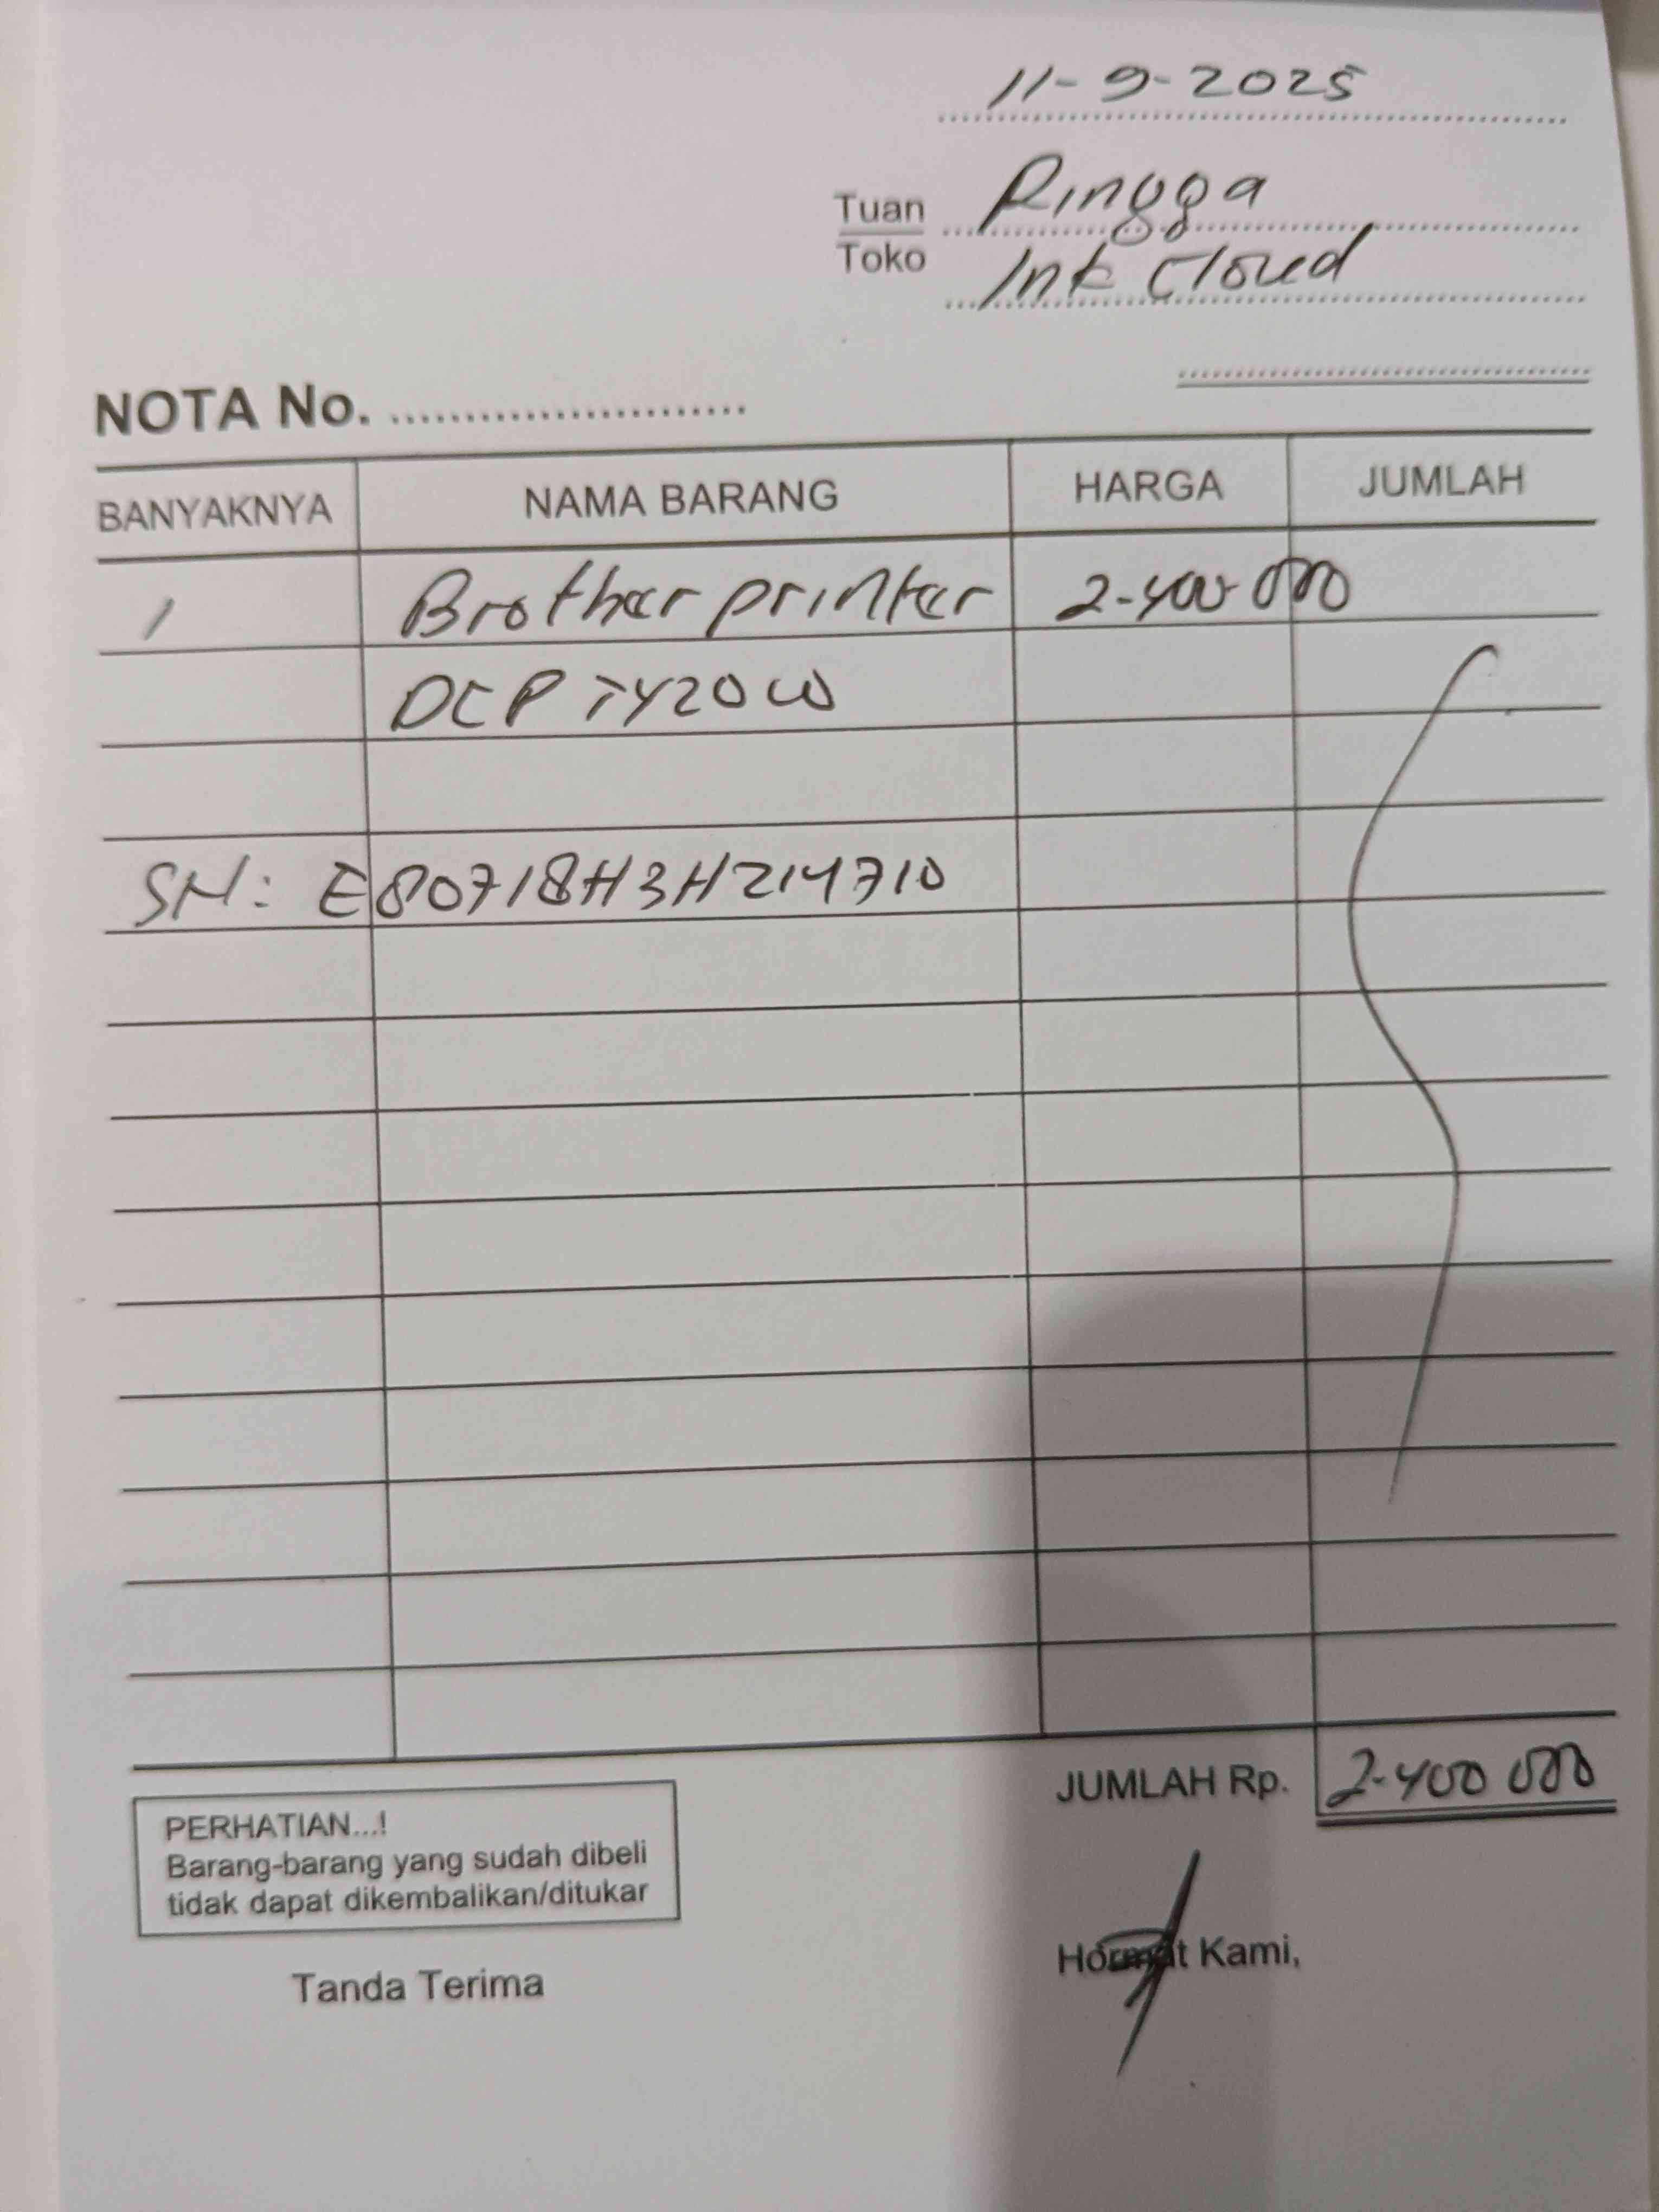 11-9-2025
Tuan Ringga
Toko Ink Cloud
NOTA No. ........................
BANYAKNYA NAMA BARANG HARGA JUMLAH
1 Brother printer 2-400-000
DCP T420W
SN: E80718H3H214710
JUMLAH Rp. 2-400 000
PERHATIAN...!
Barang-barang yang sudah dibeli
tidak dapat dikembalikan/ditukar
Hormat Kami,
Tanda Terima